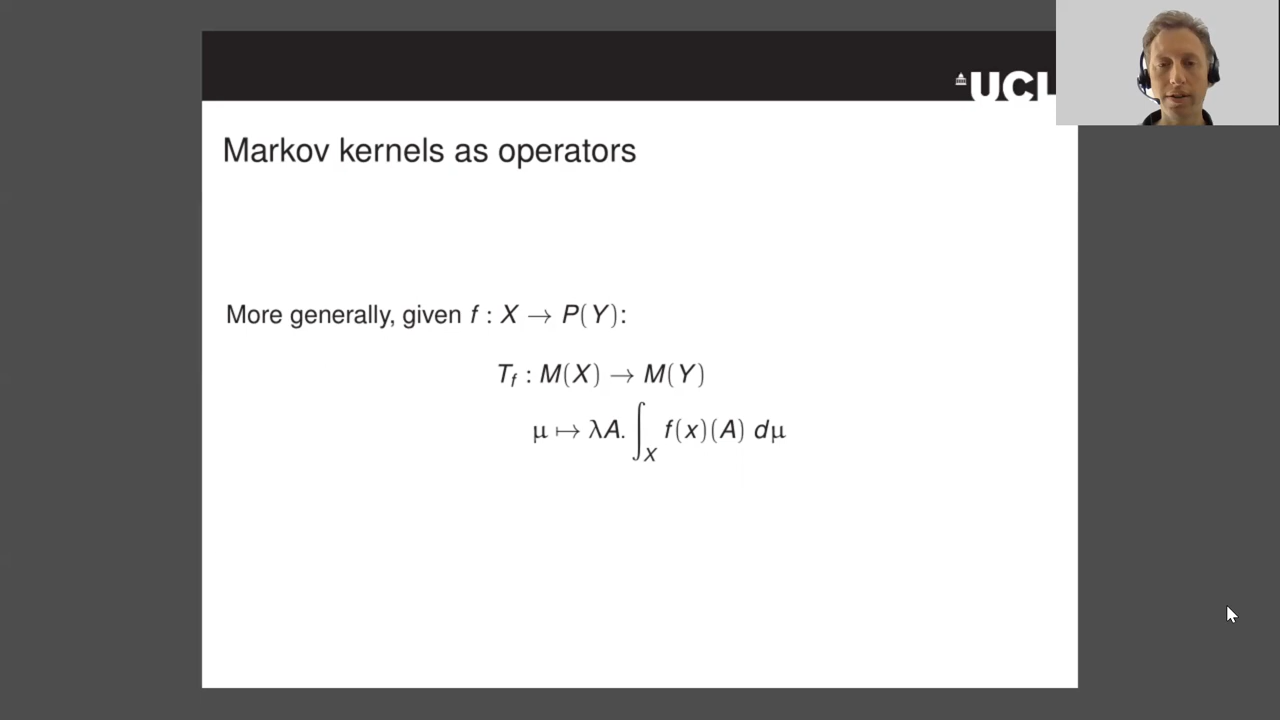 UCL
Markov kernels as operators
More generally, given f : X → P(Y):
T_f : M(X) → M(Y)
μ ↦ λA. ∫_X f(x)(A) dμ